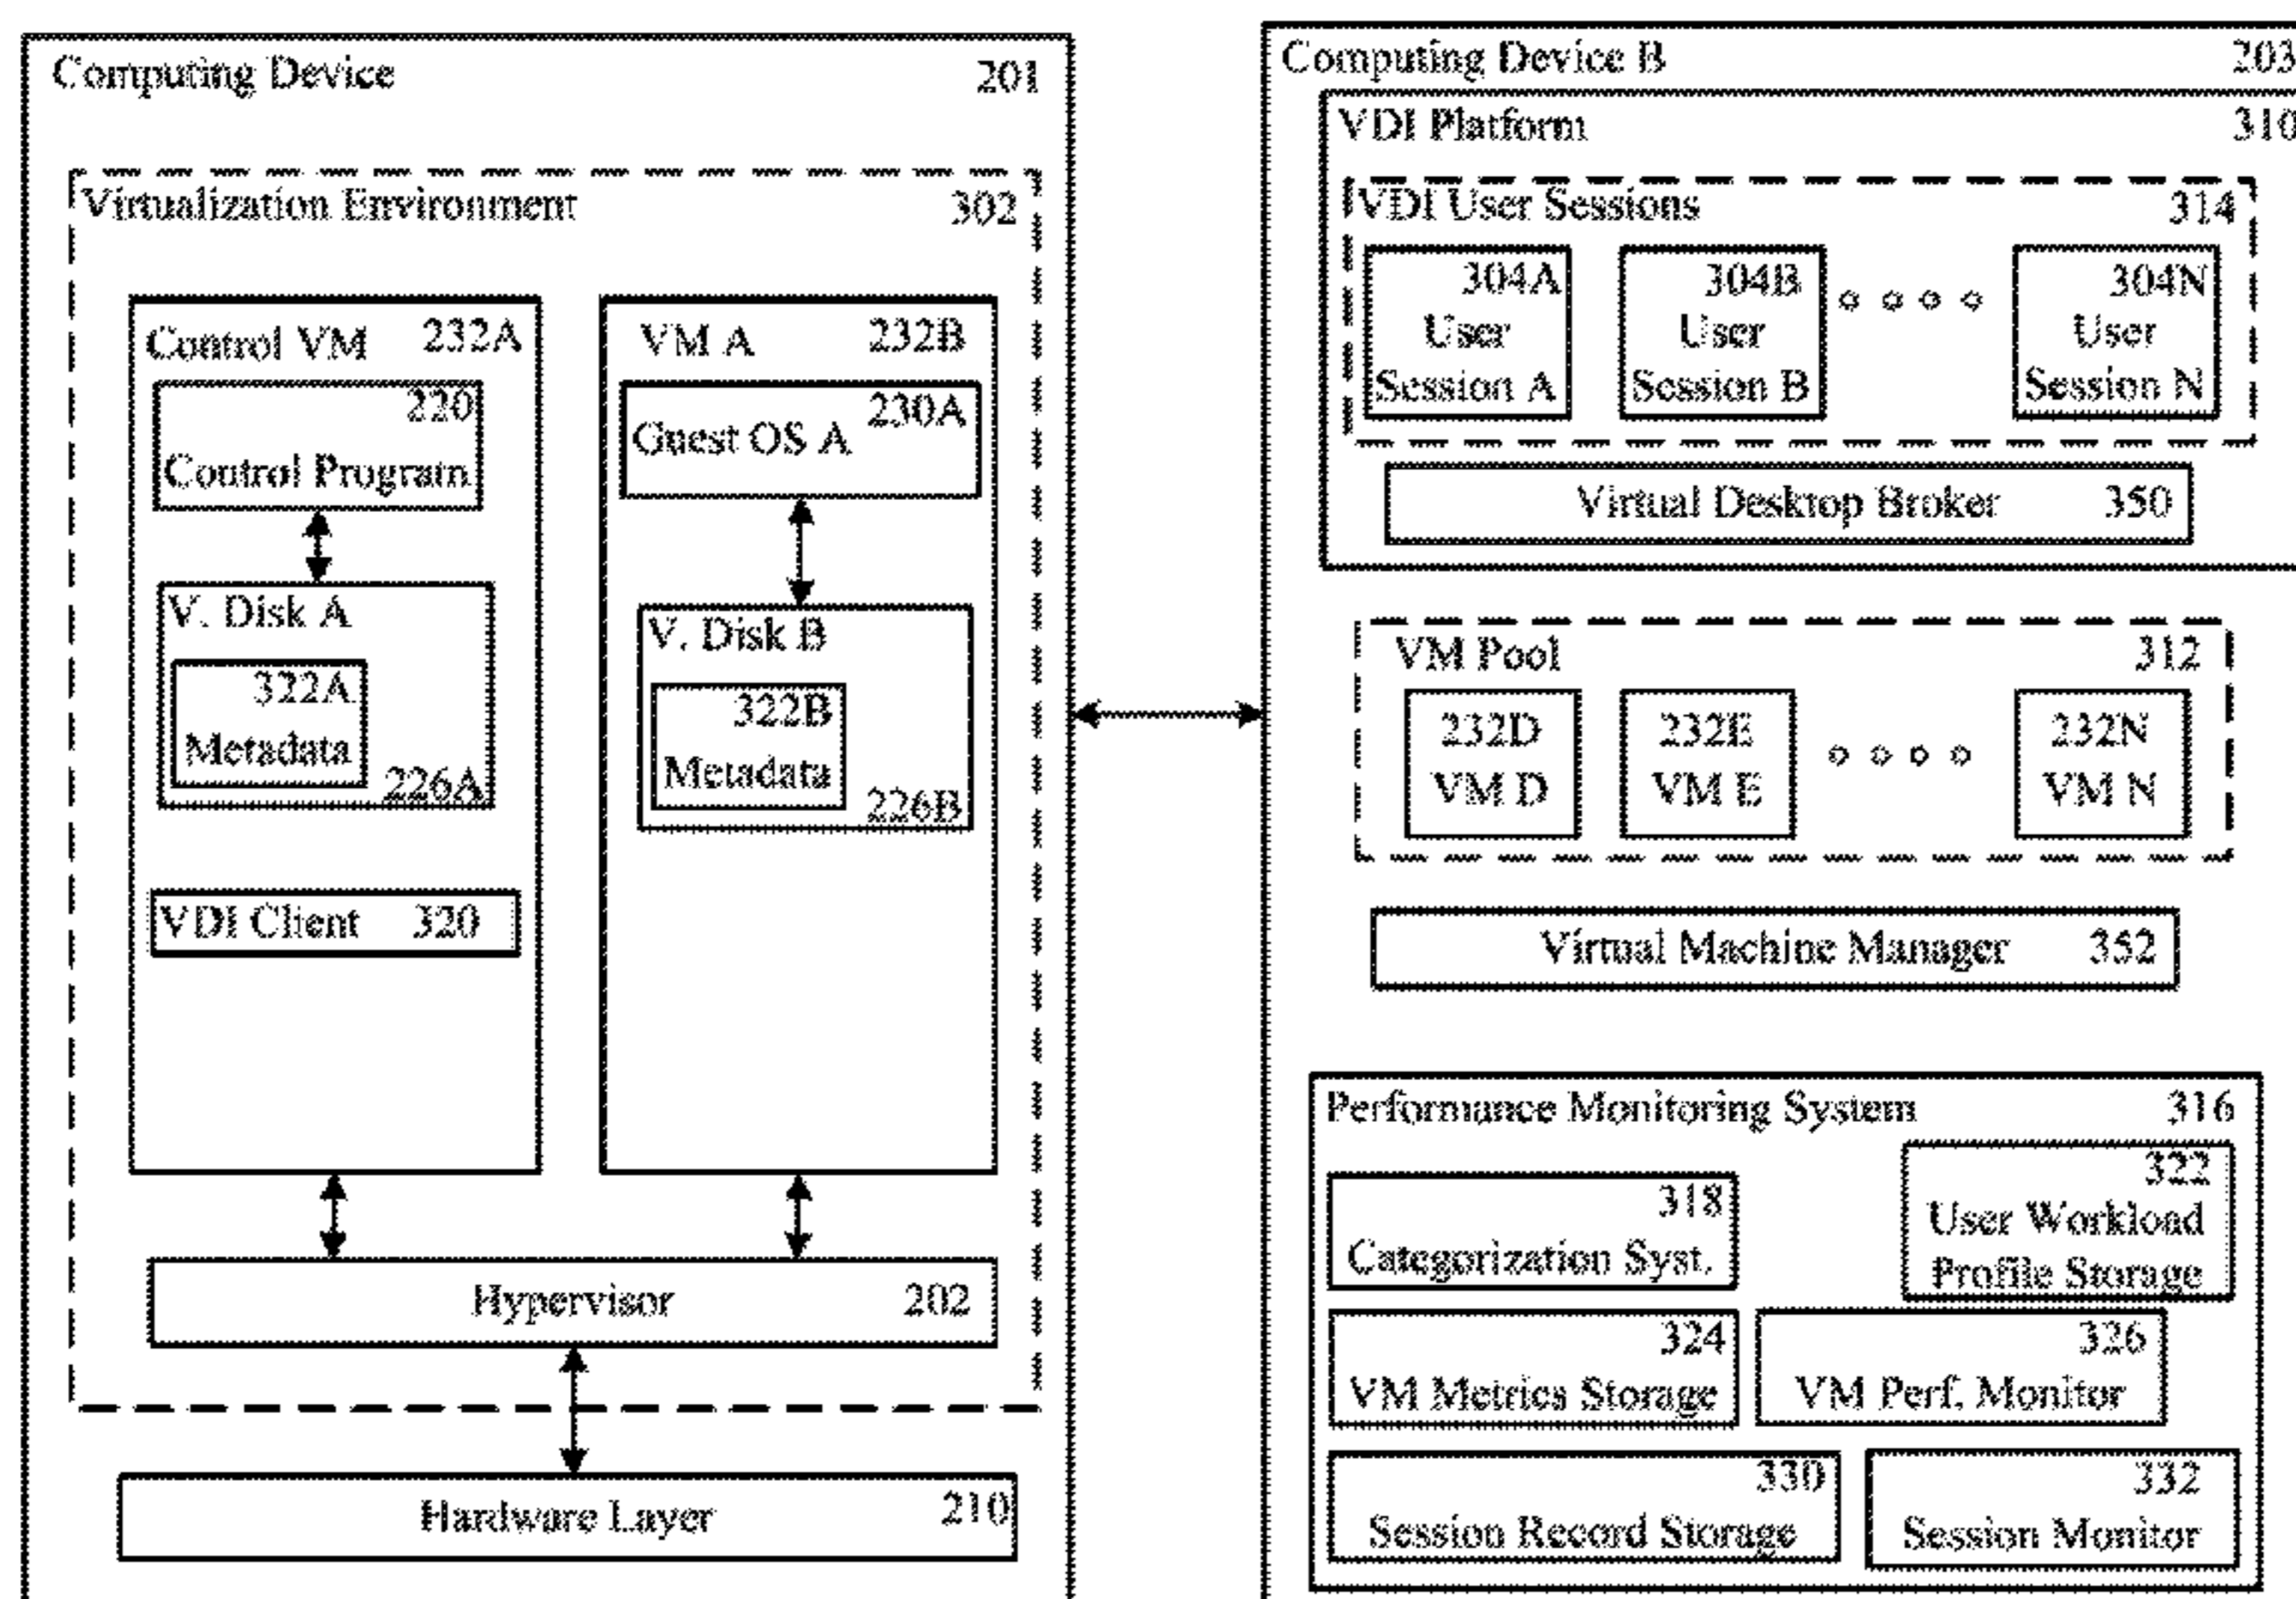 Computing Device 201
Virtualization Environment 302
Control VM 232A
220
Control Program
V. Disk A
322A
Metadata
226A
VDI Client 320
VM A 232B
230A
Guest OS A
V. Disk B
322B
Metadata
226B
Hypervisor 202
Hardware Layer 210
Computing Device B 203
VDI Platform 310
VDI User Sessions 314
304A
User
Session A
304B
User
Session B
304N
User
Session N
Virtual Desktop Broker 350
VM Pool 312
232D
VM D
232E
VM E
232N
VM N
Virtual Machine Manager 352
Performance Monitoring System 316
318
Categorization Syst.
322
User Workload
Profile Storage
324
VM Metrics Storage
326
VM Perf. Monitor
330
Session Record Storage
332
Session Monitor